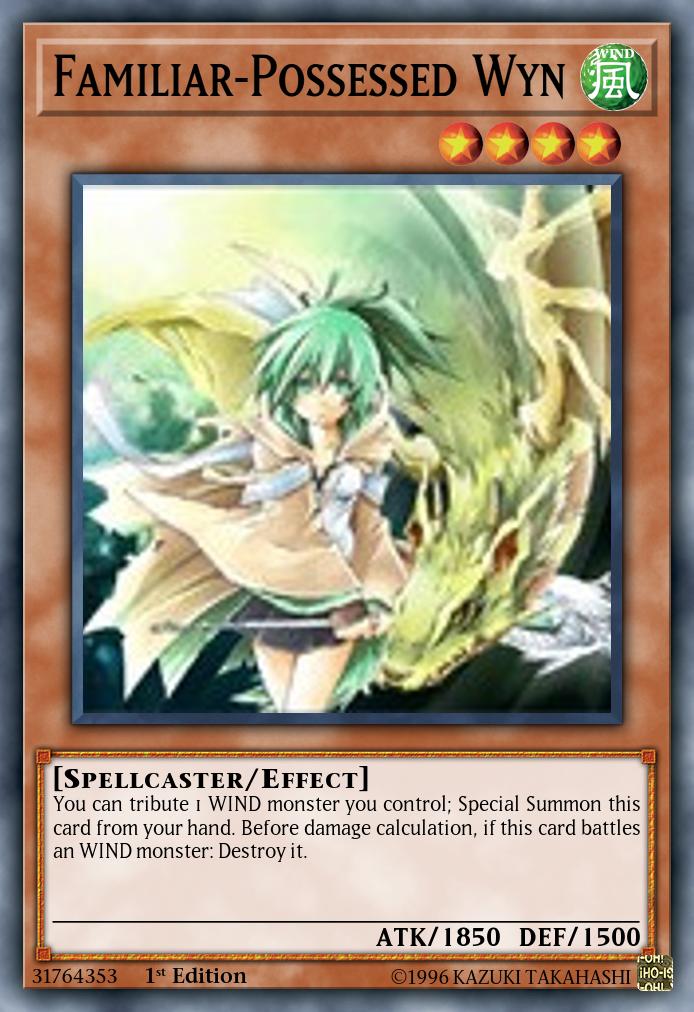 Familiar-Possessed Wyn
WIND
風
[Spellcaster/Effect]
You can tribute 1 WIND monster you control; Special Summon this
card from your hand. Before damage calculation, if this card battles
an WIND monster: Destroy it.
ATK/1850 DEF/1500
31764353 1st Edition ©1996 KAZUKI TAKAHASHI